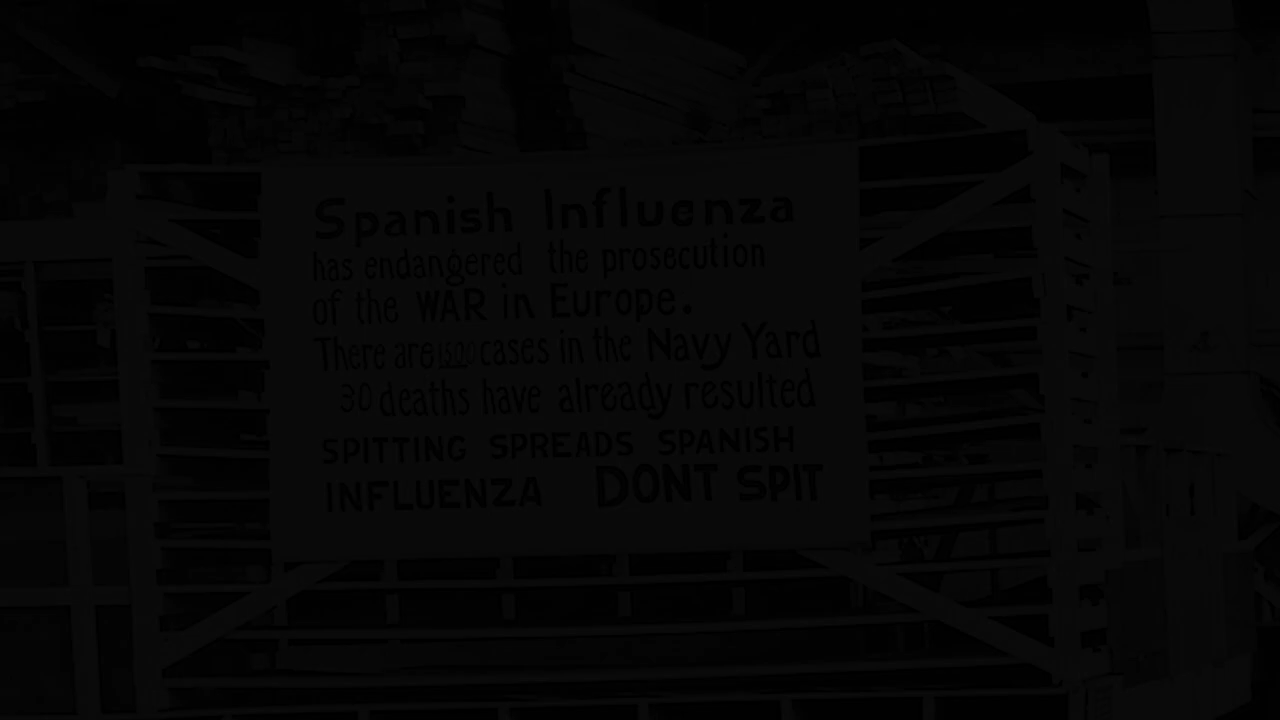 Spanish Influenza
has endangered the prosecution
of the WAR in Europe.
There are 1500 cases in the Navy Yard
30 deaths have already resulted
SPITTING SPREADS SPANISH
INFLUENZA DONT SPIT